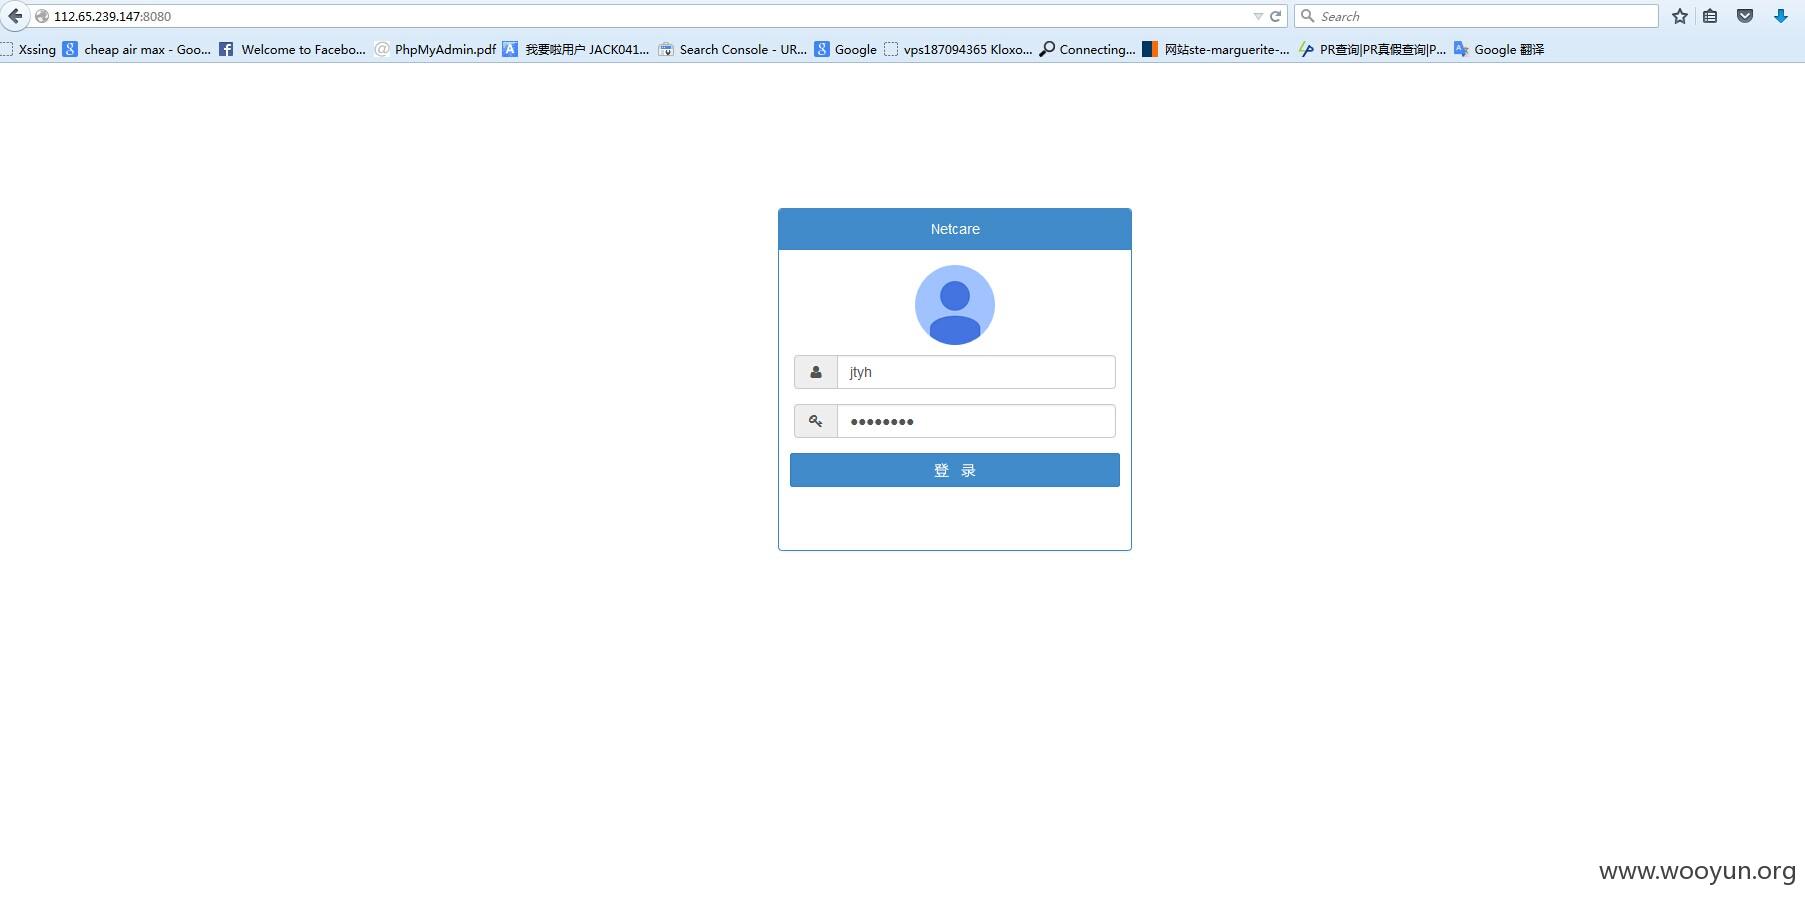 112.65.239.147:8080
Search
Xssing cheap air max - Goo... Welcome to Facebo... PhpMyAdmin.pdf 我要啦用户 JACK041... Search Console - UR... Google vps187094365 Kloxo... Connecting... 网站ste-marguerite-... PR查询|PR真假查询|P... Google 翻译
Netcare
jtyh
●●●●●●●●
登 录
www.wooyun.org